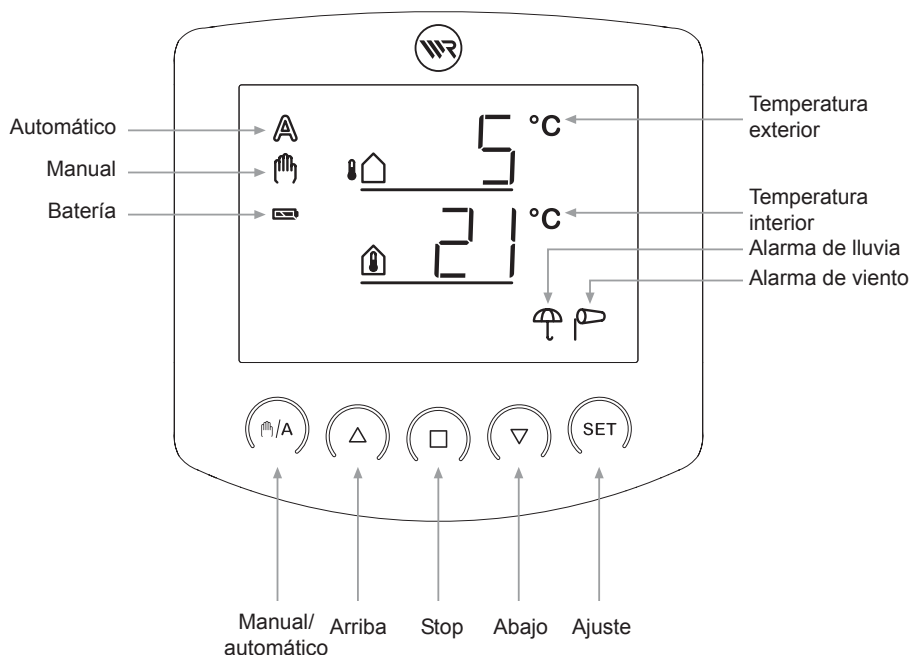 WR
Automático
Manual
Batería
5 °C
21 °C
Temperatura
exterior
Temperatura
interior
Alarma de lluvia
Alarma de viento
A
/A
SET
Manual/
automático
Arriba
Stop
Abajo
Ajuste